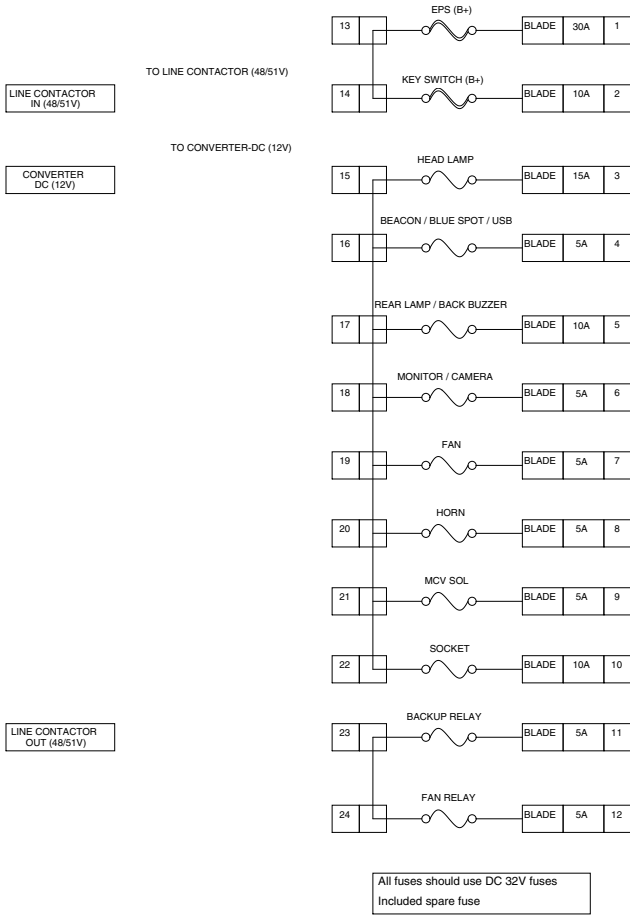 EPS (B+)
13 BLADE 30A 1
TO LINE CONTACTOR (48/51V)
LINE CONTACTOR
IN (48/51V)
KEY SWITCH (B+)
14 BLADE 10A 2
TO CONVERTER-DC (12V)
CONVERTER
DC (12V)
HEAD LAMP
15 BLADE 15A 3
BEACON / BLUE SPOT / USB
16 BLADE 5A 4
REAR LAMP / BACK BUZZER
17 BLADE 10A 5
MONITOR / CAMERA
18 BLADE 5A 6
FAN
19 BLADE 5A 7
HORN
20 BLADE 5A 8
MCV SOL
21 BLADE 5A 9
SOCKET
22 BLADE 10A 10
LINE CONTACTOR
OUT (48/51V)
BACKUP RELAY
23 BLADE 5A 11
FAN RELAY
24 BLADE 5A 12
All fuses should use DC 32V fuses
Included spare fuse